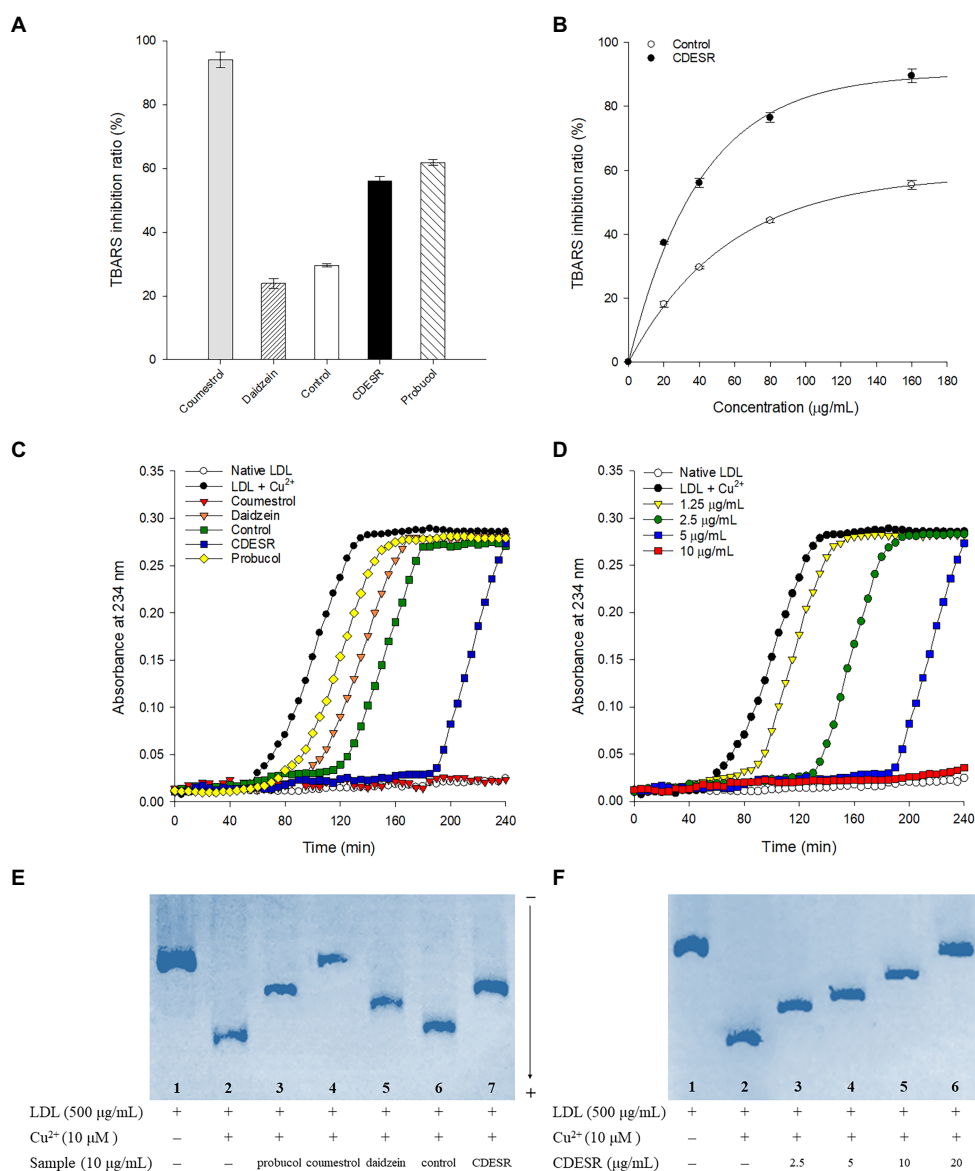 A
TBARS inhibition ratio (%)
100
80
60
40
20
0
Coumestrol
Daidzein
Control
CDESR
Probucol
B
Control
CDESR
TBARS inhibition ratio (%)
100
80
60
40
20
0
0 20 40 60 80 100 120 140 160 180
Concentration (μg/mL)
C
Native LDL
LDL + Cu²⁺
Coumestrol
Daidzein
Control
CDESR
Probucol
Absorbance at 234 nm
0.35
0.30
0.25
0.20
0.15
0.10
0.05
0.00
0 40 80 120 160 200 240
Time (min)
D
Native LDL
LDL + Cu²⁺
1.25 μg/mL
2.5 μg/mL
5 μg/mL
10 μg/mL
Absorbance at 234 nm
0.35
0.30
0.25
0.20
0.15
0.10
0.05
0.00
0 40 80 120 160 200 240
Time (min)
E
−
+
1 2 3 4 5 6 7
LDL (500 μg/mL) + + + + + + +
Cu²⁺ (10 μM) − + + + + + +
Sample (10 μg/mL) − − probucol coumestrol daidzein control CDESR
F
1 2 3 4 5 6
LDL (500 μg/mL) + + + + + +
Cu²⁺ (10 μM) − + + + + +
CDESR (μg/mL) − − 2.5 5 10 20